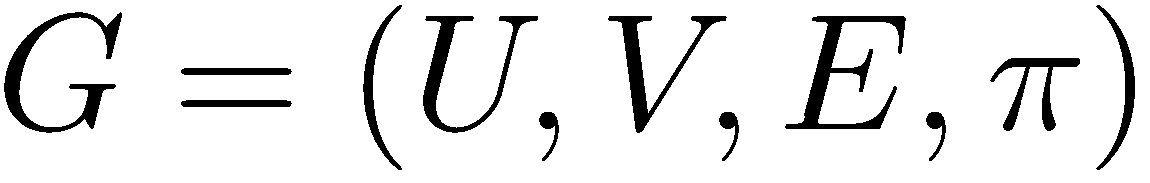 G = (U, V, E, π)